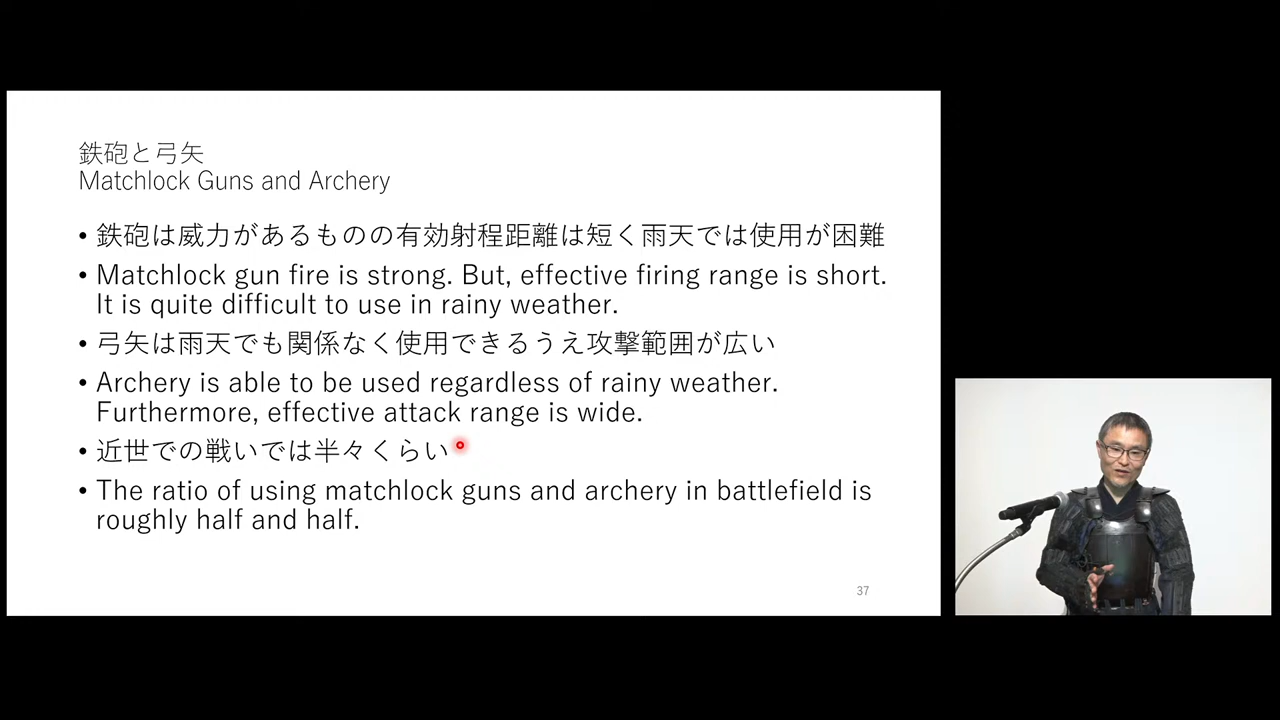 鉄砲と弓矢
Matchlock Guns and Archery
• 鉄砲は威力があるものの有効射程距離は短く雨天では使用が困難
• Matchlock gun fire is strong. But, effective firing range is short.
It is quite difficult to use in rainy weather.
• 弓矢は雨天でも関係なく使用できるうえ攻撃範囲が広い
• Archery is able to be used regardless of rainy weather.
Furthermore, effective attack range is wide.
• 近世での戦いでは半々くらい
• The ratio of using matchlock guns and archery in battlefield is
roughly half and half.
37